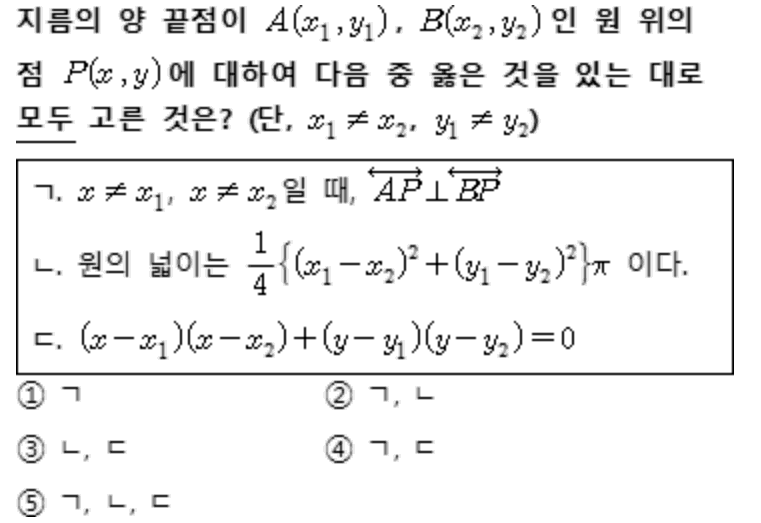 지름의 양 끝점이 A(x₁, y₁), B(x₂, y₂)인 원 위의
점 P(x, y)에 대하여 다음 중 옳은 것을 있는 대로
모두 고른 것은? (단, x₁ ≠ x₂, y₁ ≠ y₂)
ㄱ. x ≠ x₁, x ≠ x₂일 때, \overleftrightarrow{AP}⊥\overleftrightarrow{BP}
ㄴ. 원의 넓이는 \frac{1}{4}{(x₁−x₂)²+(y₁−y₂)²}π 이다.
ㄷ. (x−x₁)(x−x₂)+(y−y₁)(y−y₂)=0
① ㄱ ② ㄱ, ㄴ
③ ㄴ, ㄷ ④ ㄱ, ㄷ
⑤ ㄱ, ㄴ, ㄷ